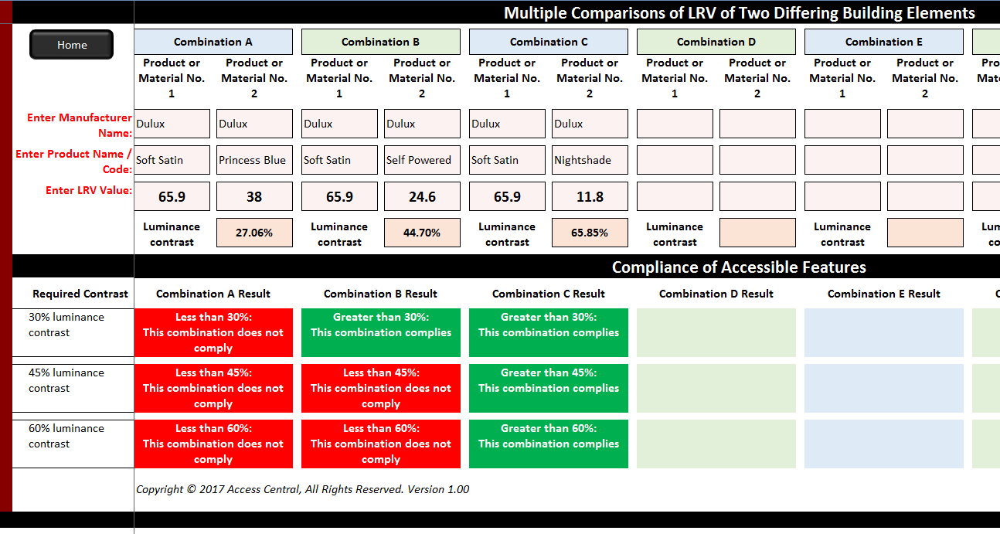 Multiple Comparisons of LRV of Two Differing Building Elements
Home
Combination A
Combination B
Combination C
Combination D
Combination E
Product or Material No. 1
Product or Material No. 2
Product or Material No. 1
Product or Material No. 2
Product or Material No. 1
Product or Material No. 2
Product or Material No. 1
Product or Material No. 2
Product or Material No. 1
Product or Material No. 2
Pro
Mate
Enter Manufacturer
Name:
Dulux
Dulux
Dulux
Dulux
Dulux
Dulux
Enter Product Name /
Code:
Soft Satin
Princess Blue
Soft Satin
Self Powered
Soft Satin
Nightshade
Enter LRV Value:
65.9
38
65.9
24.6
65.9
11.8
Luminance
contrast
27.06%
Luminance
contrast
44.70%
Luminance
contrast
65.85%
Luminance
contrast
Luminance
contrast
Lum
co
Compliance of Accessible Features
Required Contrast
Combination A Result
Combination B Result
Combination C Result
Combination D Result
Combination E Result
C
30% luminance
contrast
Less than 30%:
This combination does not
comply
Greater than 30%:
This combination complies
Greater than 30%:
This combination complies
45% luminance
contrast
Less than 45%:
This combination does not
comply
Less than 45%:
This combination does not
comply
Greater than 45%:
This combination complies
60% luminance
contrast
Less than 60%:
This combination does not
comply
Less than 60%:
This combination does not
comply
Greater than 60%:
This combination complies
Copyright © 2017 Access Central, All Rights Reserved. Version 1.00